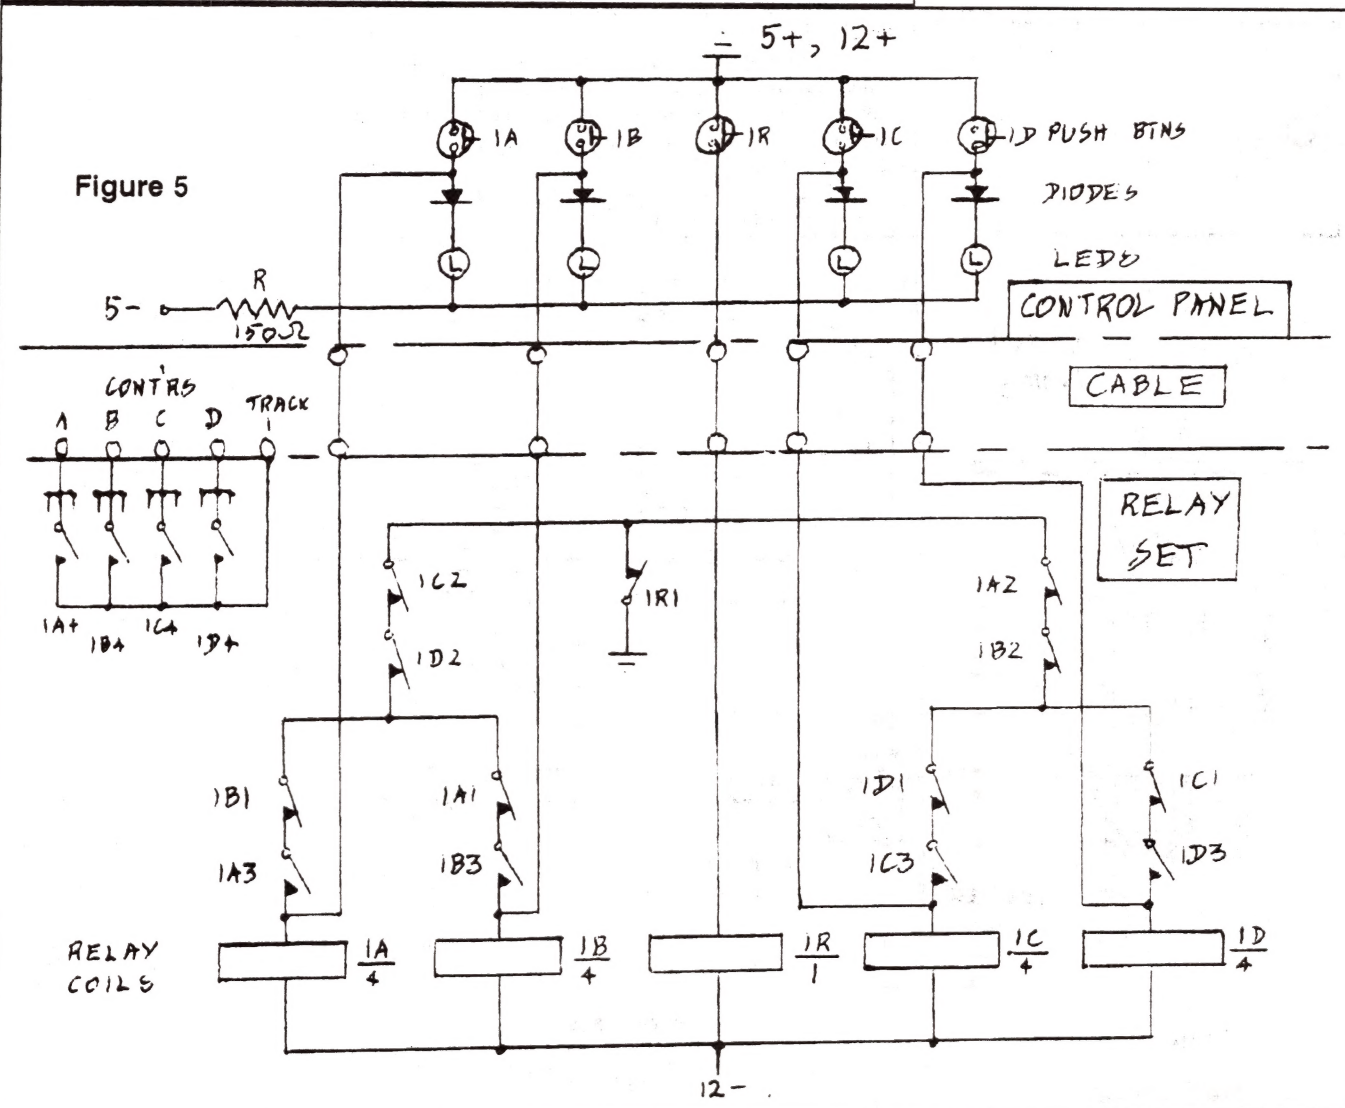 5+, 12+
1A
1B
1R
1C
1D PUSH BTNS
Figure 5
DIODES
L
L
L
L
LEDS
R
5-
150Ω
CONTROL PANEL
CABLE
CONT'RS
A
B
C
D
TRACK
RELAY
SET
1C2
1R1
1A2
1A4
1B4
1C4
1D4
1D2
1B2
1B1
1A1
1D1
1C1
1A3
1B3
1C3
1D3
RELAY
COILS
1A
4
1B
4
1R
1
1C
4
1D
4
12-